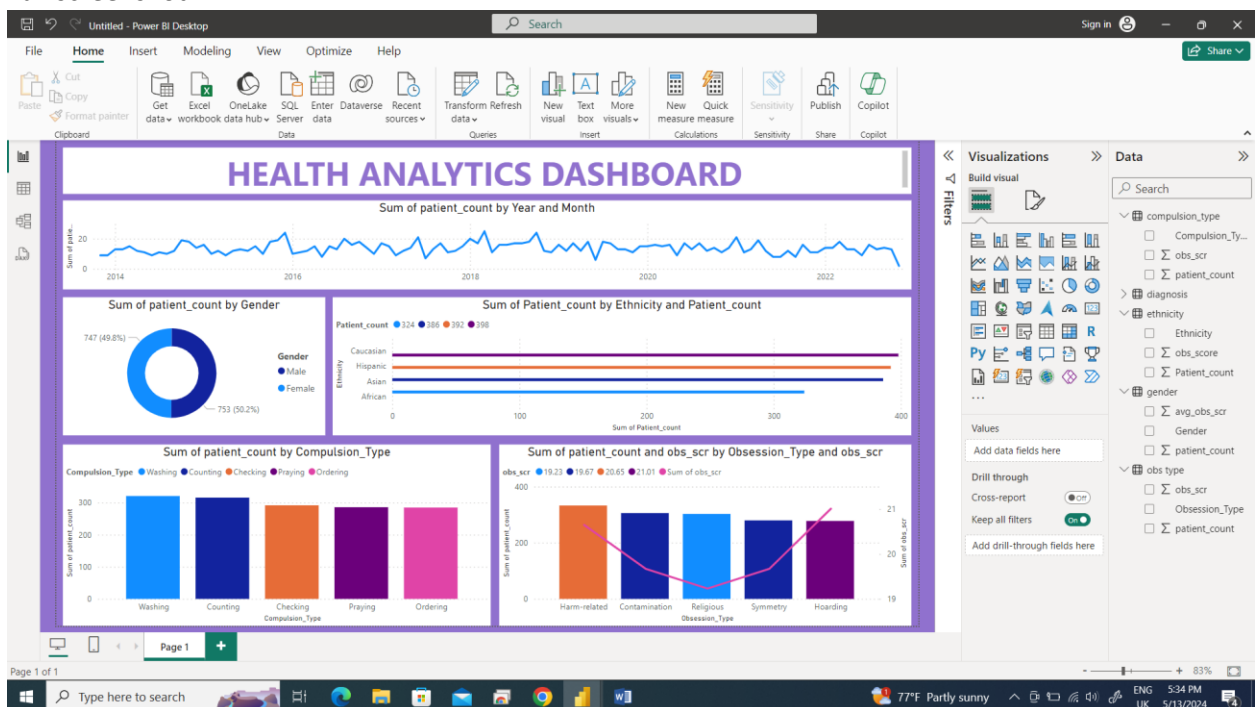 Untitled - Power BI Desktop
Search
Sign in
File Home Insert Modeling View Optimize Help
Share
Paste
Cut
Copy
Format painter
Clipboard
Get data
Excel workbook
OneLake data hub
SQL Server
Enter data
Dataverse
Recent sources
Data
Transform data
Refresh
Queries
New visual
Text box
More visuals
Insert
New measure
Quick measure
Calculations
Sensitivity
Sensitivity
Publish
Share
Copilot
Copilot
HEALTH ANALYTICS DASHBOARD
Sum of patient_count by Year and Month
Sum of patie...
20
0
2014 2016 2018 2020 2022
Sum of patient_count by Gender
747 (49.8%)
753 (50.2%)
Gender
Male
Female
Sum of Patient_count by Ethnicity and Patient_count
Patient_count 324 386 392 398
Ethnicity
Caucasian
Hispanic
Asian
African
0 100 200 300 400
Sum of Patient_count
Sum of patient_count by Compulsion_Type
Compulsion_Type Washing Counting Checking Praying Ordering
Sum of patient_count
300
200
100
0
Washing Counting Checking Praying Ordering
Compulsion_Type
Sum of patient_count and obs_scr by Obsession_Type and obs_scr
obs_scr 19.23 19.67 20.65 21.01 Sum of obs_scr
Sum of patient_count
400
200
0
21
20
19
Sum of obs_scr
Harm-related Contamination Religious Symmetry Hoarding
Obsession_Type
Filters
Visualizations
Build visual
R
Py
123
...
Values
Add data fields here
Drill through
Cross-report
Off
Keep all filters
On
Add drill-through fields here
Data
Search
compulsion_type
Compulsion_Ty...
∑ obs_scr
∑ patient_count
diagnosis
ethnicity
Ethnicity
∑ obs_score
∑ Patient_count
gender
∑ avg_obs_scr
Gender
∑ patient_count
obs type
∑ obs_scr
Obsession_Type
∑ patient_count
Page 1
Page 1 of 1
- + 83%
Type here to search
77°F Partly sunny
ENG
UK
5:34 PM
5/13/2024
4